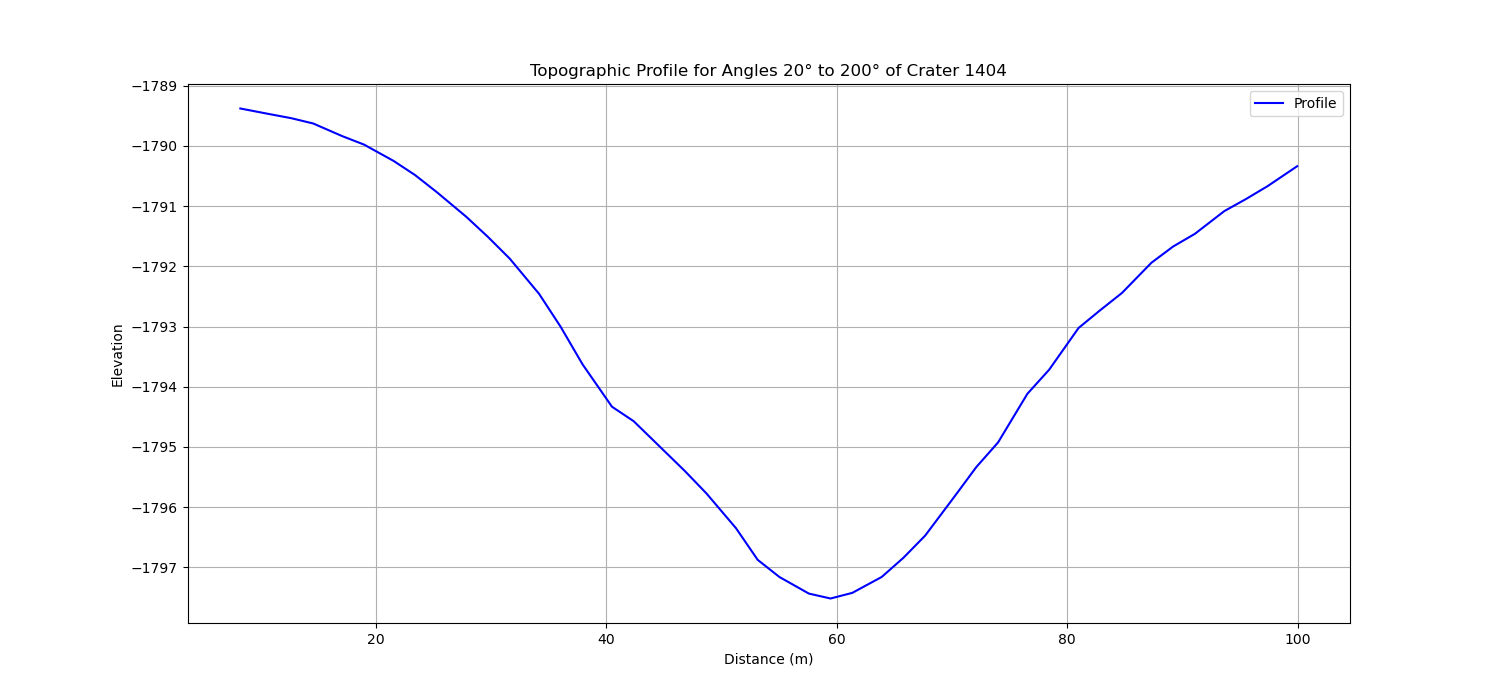 Topographic Profile for Angles 20° to 200° of Crater 1404
Profile
Elevation
−1789
−1790
−1791
−1792
−1793
−1794
−1795
−1796
−1797
20 40 60 80 100
Distance (m)